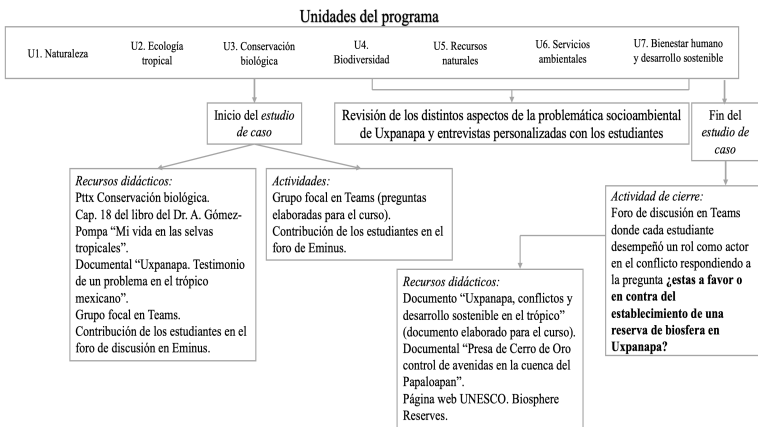 Unidades del programa
U1. Naturaleza
U2. Ecología
tropical
U3. Conservación
biológica
U4.
Biodiversidad
U5. Recursos
naturales
U6. Servicios
ambientales
U7. Bienestar humano
y desarrollo sostenible
Inicio del estudio
de caso
Revisión de los distintos aspectos de la problemática socioambiental
de Uxpanapa y entrevistas personalizadas con los estudiantes
Fin del
estudio de
caso
Recursos didácticos:
Pttx Conservación biológica.
Cap. 18 del libro del Dr. A. Gómez-
Pompa “Mi vida en las selvas
tropicales”.
Documental “Uxpanapa. Testimonio
de un problema en el trópico
mexicano”.
Grupo focal en Teams.
Contribución de los estudiantes en el
foro de discusión en Eminus.
Actividades:
Grupo focal en Teams (preguntas
elaboradas para el curso).
Contribución de los estudiantes en el
foro de Eminus.
Actividad de cierre:
Foro de discusión en Teams
donde cada estudiante
desempeñó un rol como actor
en el conflicto respondiendo a
la pregunta ¿estas a favor o
en contra del
establecimiento de una
reserva de biosfera en
Uxpanapa?
Recursos didácticos:
Documento “Uxpanapa, conflictos y
desarrollo sostenible en el trópico”
(documento elaborado para el curso).
Documental “Presa de Cerro de Oro
control de avenidas en la cuenca del
Papaloapan”.
Página web UNESCO. Biosphere
Reserves.